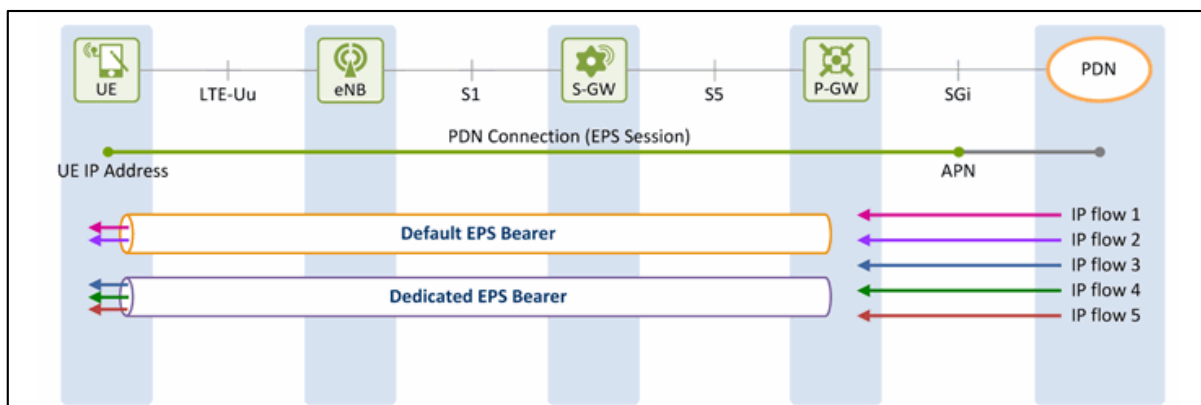 UE
eNB
S-GW
P-GW
PDN
LTE-Uu
S1
S5
SGi
PDN Connection (EPS Session)
UE IP Address
APN
Default EPS Bearer
IP flow 1
IP flow 2
IP flow 3
Dedicated EPS Bearer
IP flow 4
IP flow 5